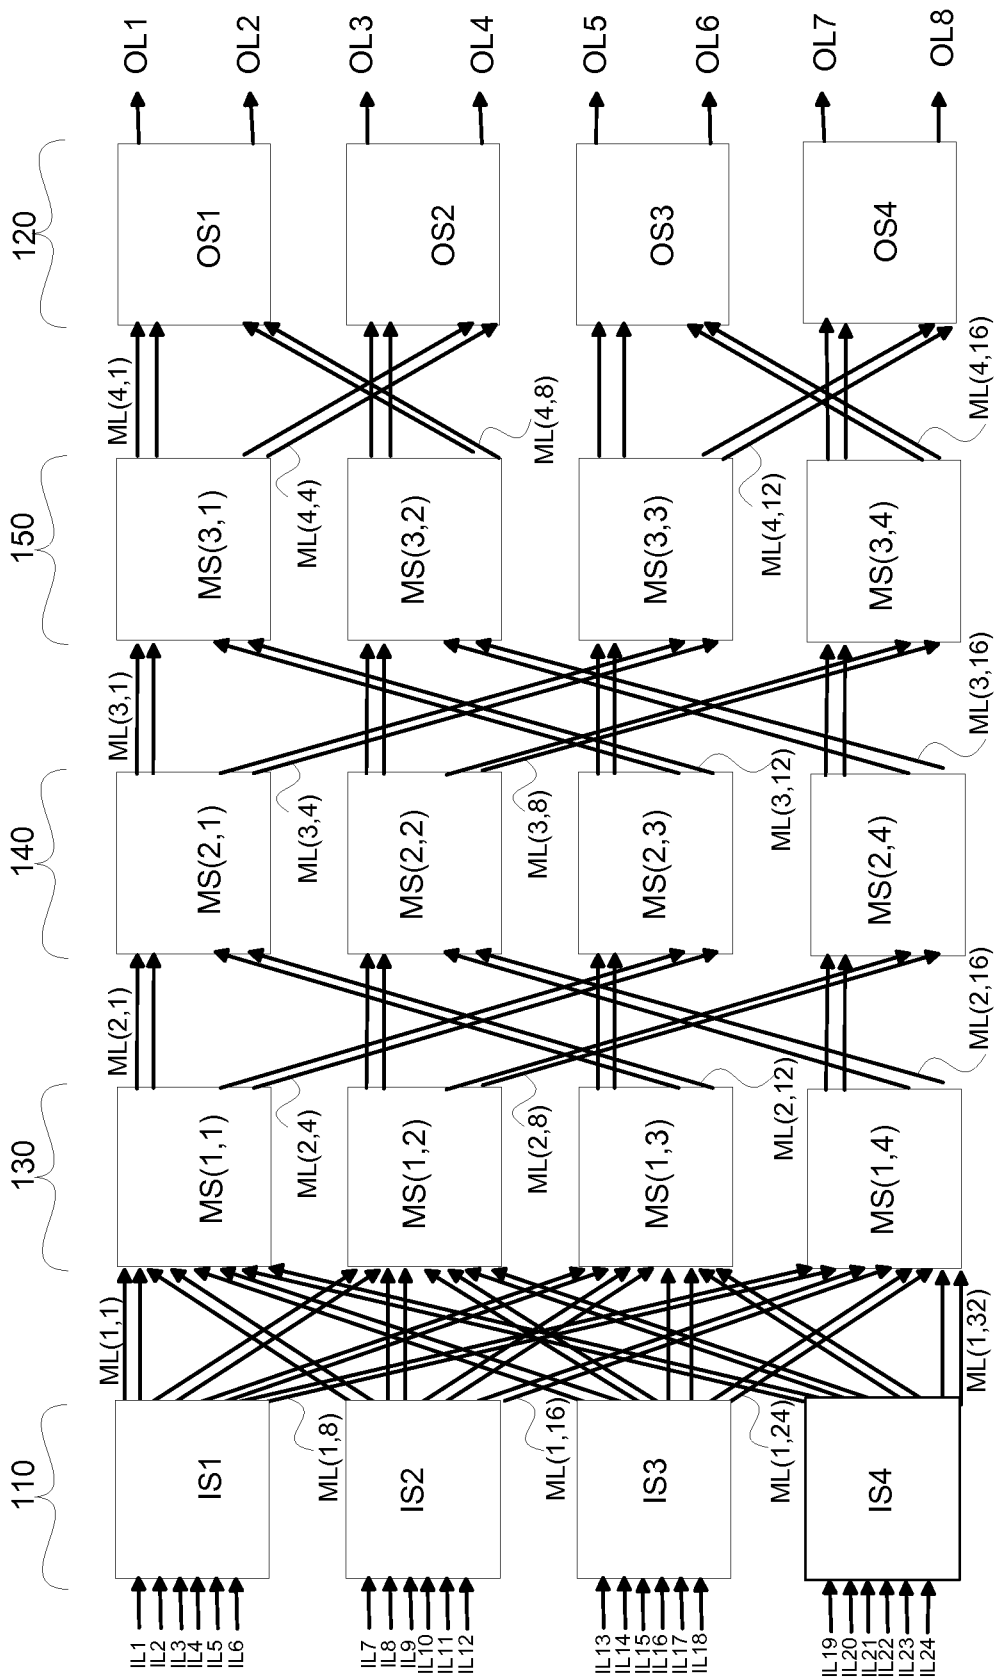 110
130
140
150
120
IL1
IL2
IL3
IL4
IL5
IL6
IS1
ML(1,1)
MS(1,1)
ML(2,1)
MS(2,1)
ML(3,1)
MS(3,1)
ML(4,1)
OS1
OL1
OL2
ML(1,8)
ML(2,4)
ML(3,4)
ML(4,4)
IL7
IL8
IL9
IL10
IL11
IL12
IS2
MS(1,2)
MS(2,2)
MS(3,2)
OS2
OL3
OL4
ML(1,16)
ML(2,8)
ML(3,8)
ML(4,8)
IL13
IL14
IL15
IL16
IL17
IL18
IS3
MS(1,3)
MS(2,3)
MS(3,3)
OS3
OL5
OL6
ML(1,24)
ML(2,12)
ML(3,12)
ML(4,12)
IL19
IL20
IL21
IL22
IL23
IL24
IS4
MS(1,4)
MS(2,4)
MS(3,4)
OS4
OL7
OL8
ML(1,32)
ML(2,16)
ML(3,16)
ML(4,16)